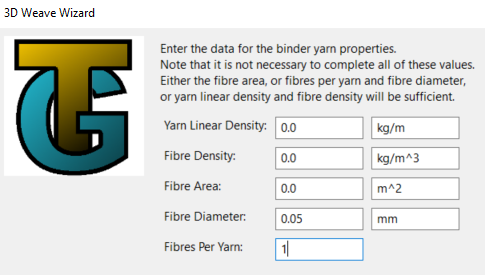 3D Weave Wizard
Enter the data for the binder yarn properties.
Note that it is not necessary to complete all of these values.
Either the fibre area, or fibres per yarn and fibre diameter,
or yarn linear density and fibre density will be sufficient.
Yarn Linear Density: 0.0 kg/m
Fibre Density: 0.0 kg/m^3
Fibre Area: 0.0 m^2
Fibre Diameter: 0.05 mm
Fibres Per Yarn: 1